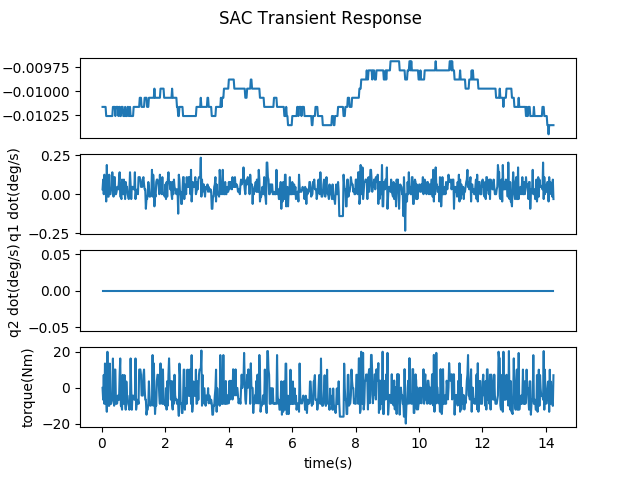 SAC Transient Response
−0.00975
−0.01000
−0.01025
0.25
0.00
−0.25
q1 dot(deg/s)
0.05
0.00
−0.05
q2 dot(deg/s)
20
0
−20
torque(Nm)
0 2 4 6 8 10 12 14
time(s)